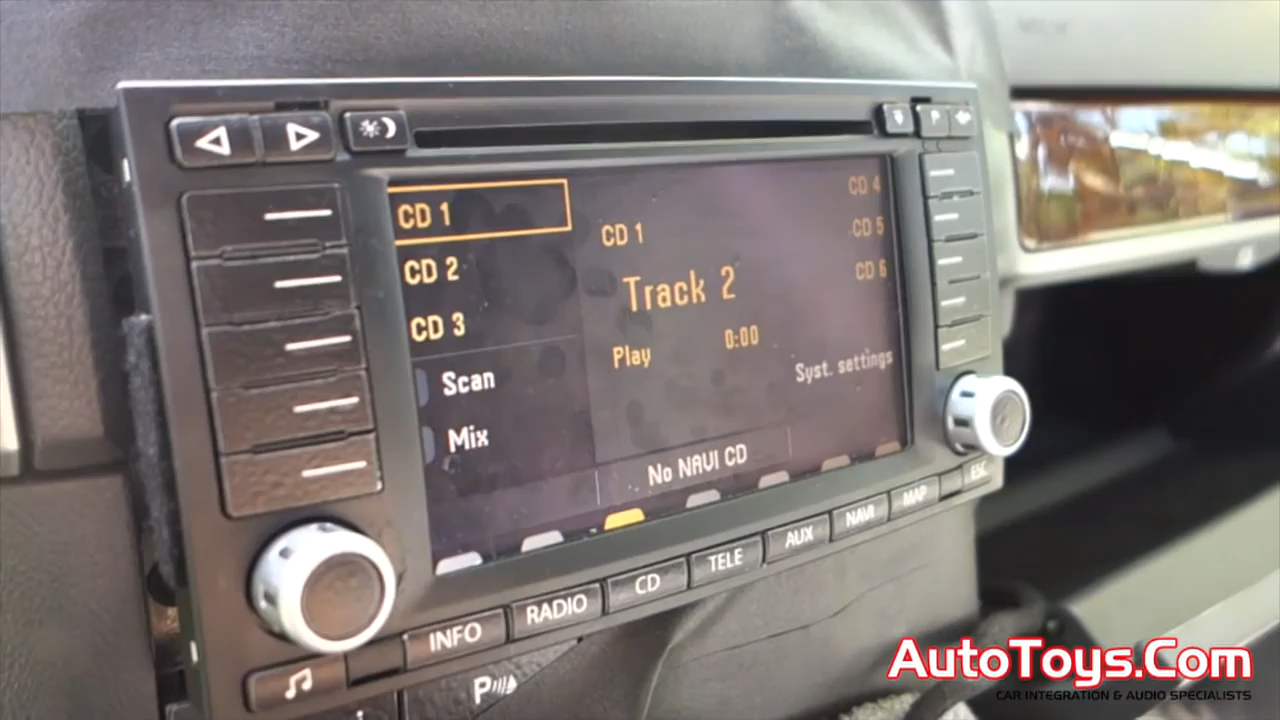 CD 1
CD 2
CD 3
Scan
Mix
CD 1
Track 2
Play 0:00
CD 4
CD 5
CD 6
Syst. settings
No NAVI CD
INFO RADIO CD TELE AUX NAVI MAP ESC
P
P
AutoToys.Com
CAR INTEGRATION & AUDIO SPECIALISTS